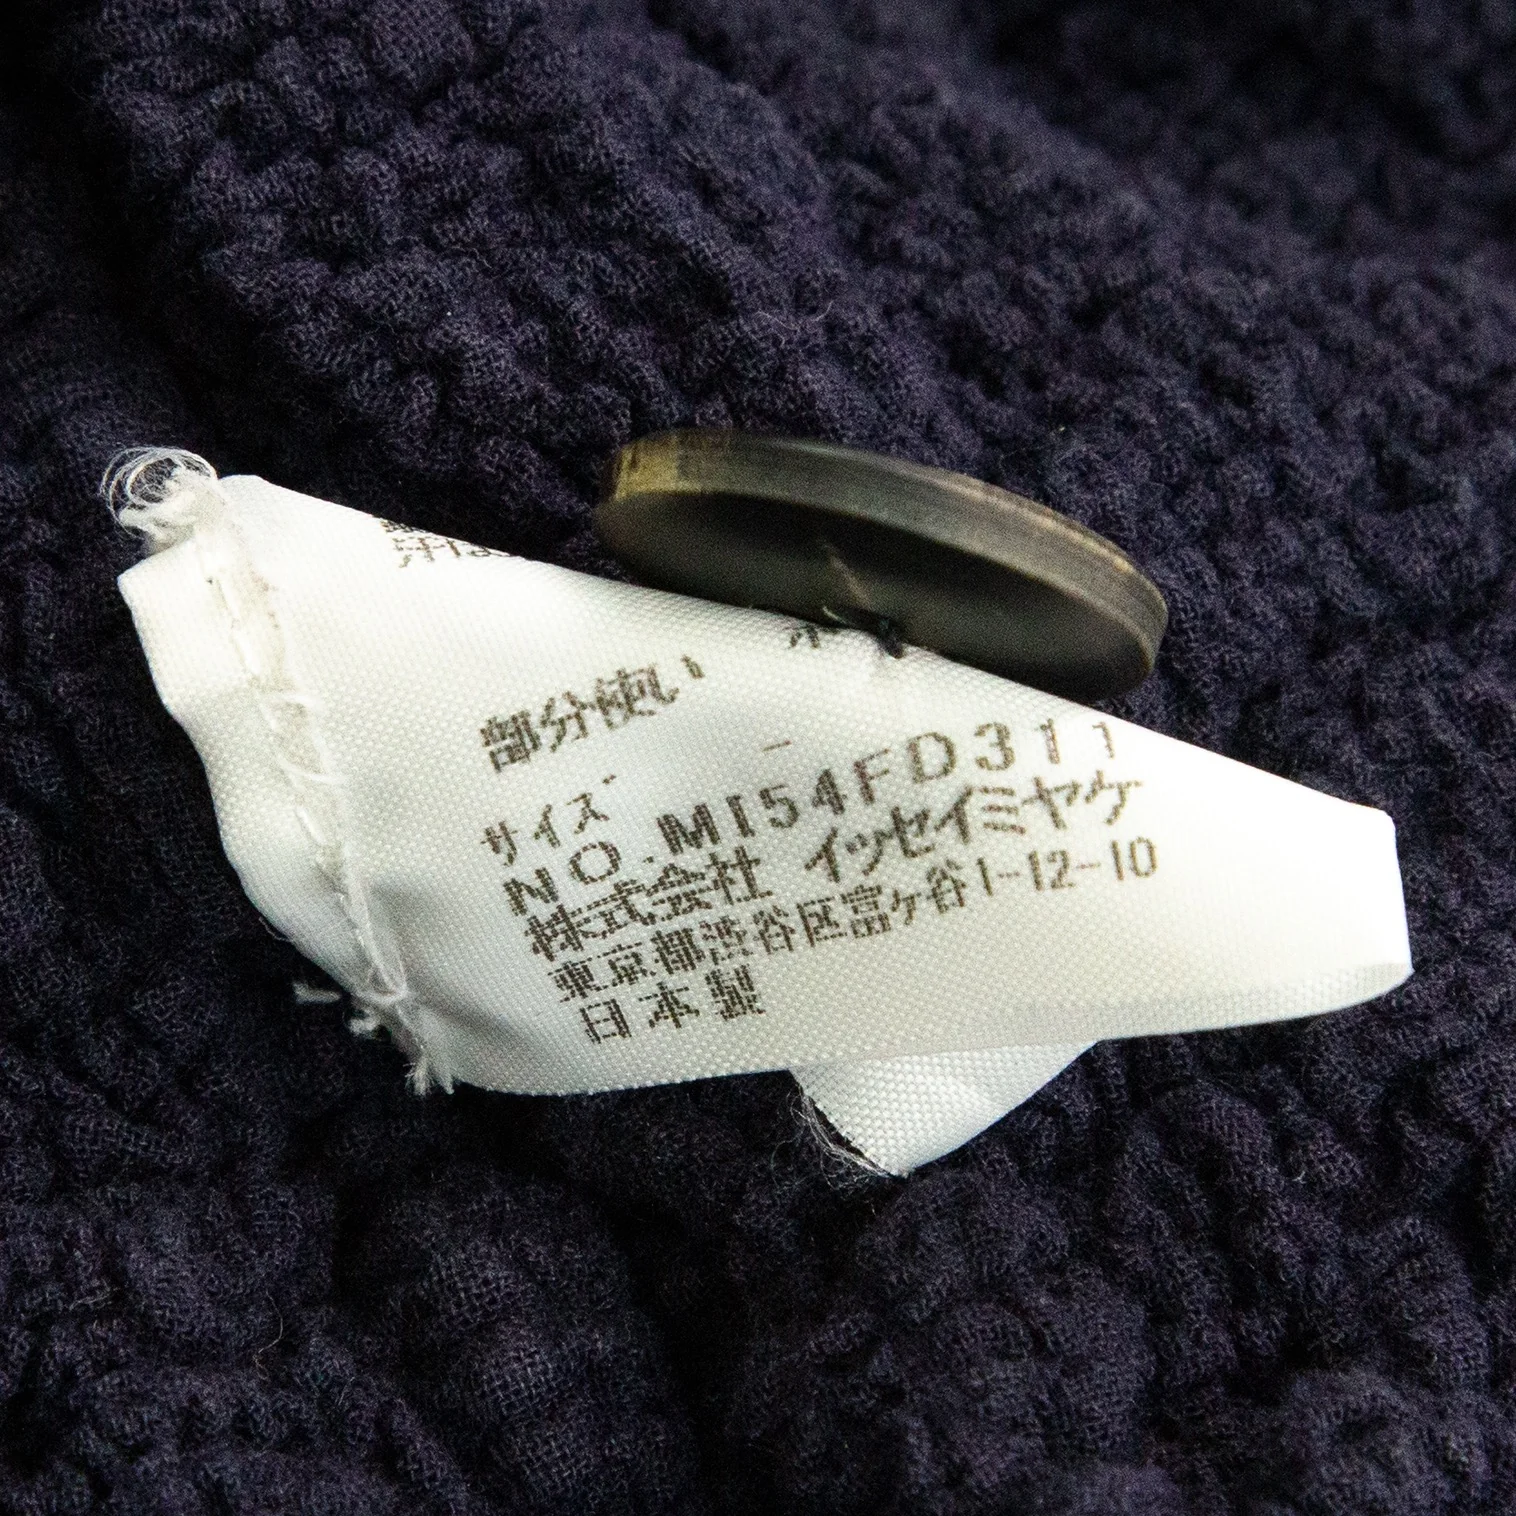 部分使い
サイズ -
NO.MI54FD311
株式会社 イッセイミヤケ
東京都渋谷区富ヶ谷1-12-10
日本製